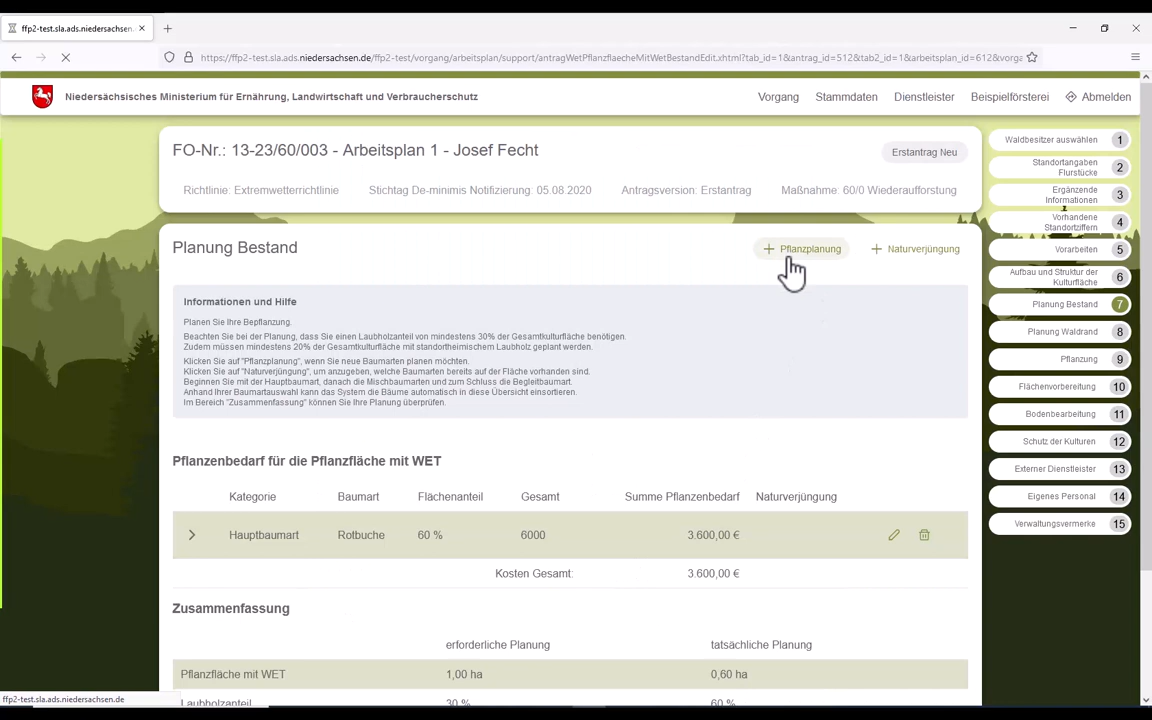 ffp2-test.sla.ads.niedersachsen.
https://ffp2-test.sla.ads.niedersachsen.de/ffp2-test/vorgang/arbeitsplan/support/antragWetPflanzflaecheMitWetBestandEdit.xhtml?tab_id=1&antrag_id=512&tab2_id=1&arbeitsplan_id=612&vorga
Niedersächsisches Ministerium für Ernährung, Landwirtschaft und Verbraucherschutz
Vorgang Stammdaten Dienstleister Beispielförsterei Abmelden
FO-Nr.: 13-23/60/003 - Arbeitsplan 1 - Josef Fecht
Erstantrag Neu
Richtlinie: Extremwetterrichtlinie Stichtag De-minimis Notifizierung: 05.08.2020 Antragsversion: Erstantrag Maßnahme: 60/0 Wiederaufforstung
Planung Bestand
+ Pflanzplanung + Naturverjüngung
Informationen und Hilfe
Planen Sie Ihre Bepflanzung.
Beachten Sie bei der Planung, dass Sie einen Laubholzanteil von mindestens 30% der Gesamtkulturfläche benötigen.
Zudem müssen mindestens 20% der Gesamtkulturfläche mit standortheimischem Laubholz geplant werden.
Klicken Sie auf "Pflanzplanung", wenn Sie neue Baumarten planen möchten.
Klicken Sie auf "Naturverjüngung", um anzugeben, welche Baumarten bereits auf der Fläche vorhanden sind.
Beginnen Sie mit der Hauptbaumart, danach die Mischbaumarten und zum Schluss die Begleitbaumart.
Anhand Ihrer Baumartauswahl kann das System die Bäume automatisch in diese Übersicht einsortieren.
Im Bereich "Zusammenfassung" können Sie Ihre Planung überprüfen.
Pflanzenbedarf für die Pflanzfläche mit WET
Kategorie Baumart Flächenanteil Gesamt Summe Pflanzenbedarf Naturverjüngung
Hauptbaumart Rotbuche 60 % 6000 3.600,00 €
Kosten Gesamt: 3.600,00 €
Zusammenfassung
erforderliche Planung tatsächliche Planung
Pflanzfläche mit WET 1,00 ha 0,60 ha
Laubholzanteil 30 % 60 %
Waldbesitzer auswählen 1
Standortangaben
Flurstücke 2
Ergänzende
Informationen 3
Vorhandene
Standortziffern 4
Vorarbeiten 5
Aufbau und Struktur der
Kulturfläche 6
Planung Bestand 7
Planung Waldrand 8
Pflanzung 9
Flächenvorbereitung 10
Bodenbearbeitung 11
Schutz der Kulturen 12
Externer Dienstleister 13
Eigenes Personal 14
Verwaltungsvermerke 15
ffp2-test.sla.ads.niedersachsen.de